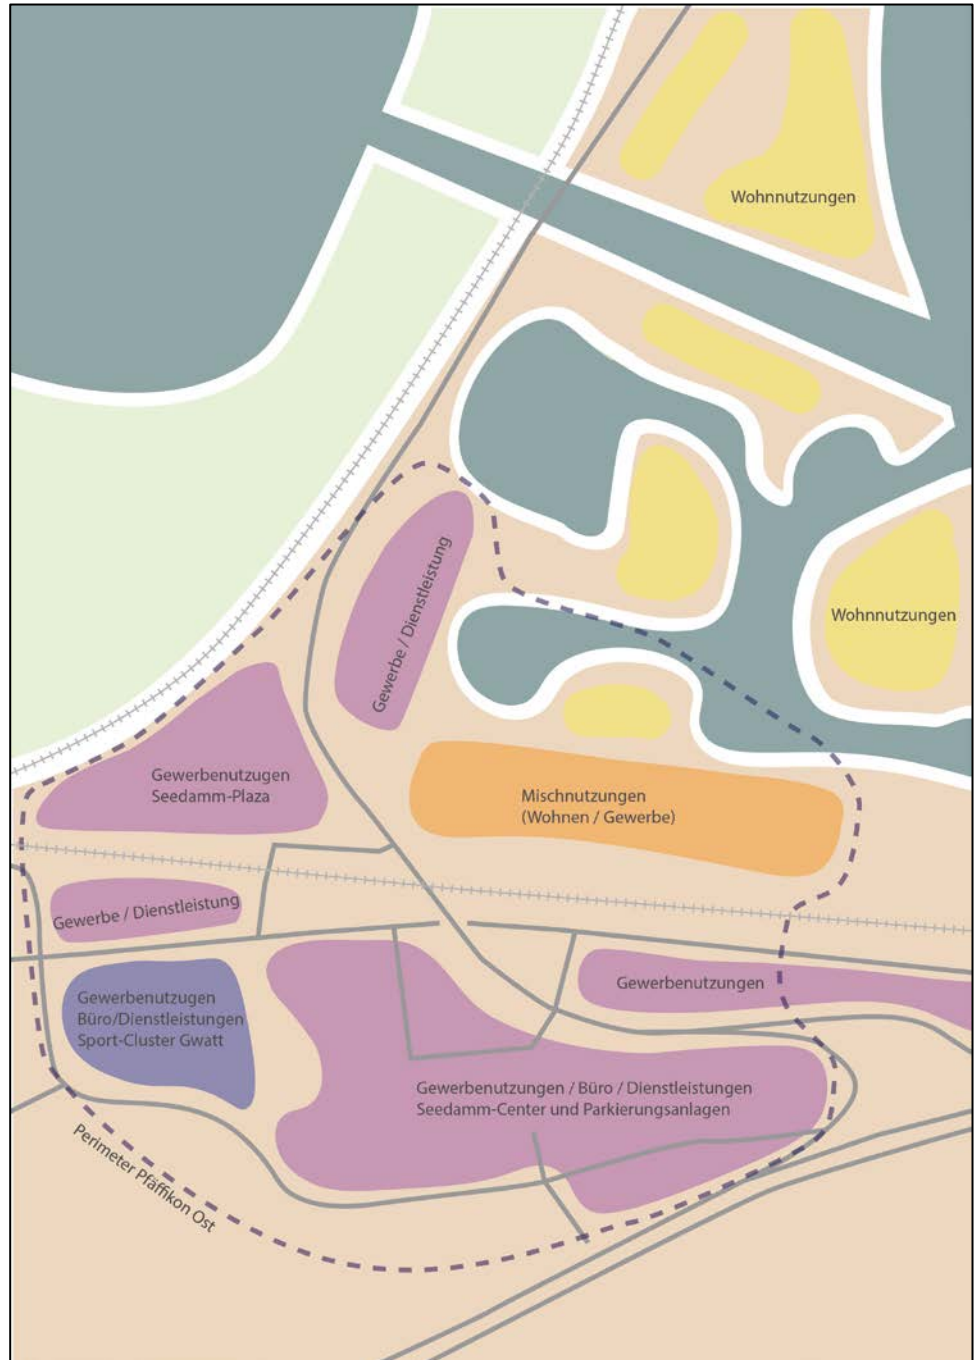 Wohnnutzungen
Gewerbe / Dienstleistung
Wohnnutzungen
Gewerbenutzugen
Seedamm-Plaza
Mischnutzungen
(Wohnen / Gewerbe)
Gewerbe / Dienstleistung
Gewerbenutzungen
Gewerbenutzugen
Büro/Dienstleistungen
Sport-Cluster Gwatt
Gewerbenutzungen / Büro / Dienstleistungen
Seedamm-Center und Parkierungsanlagen
Perimeter Pfäffikon Ost